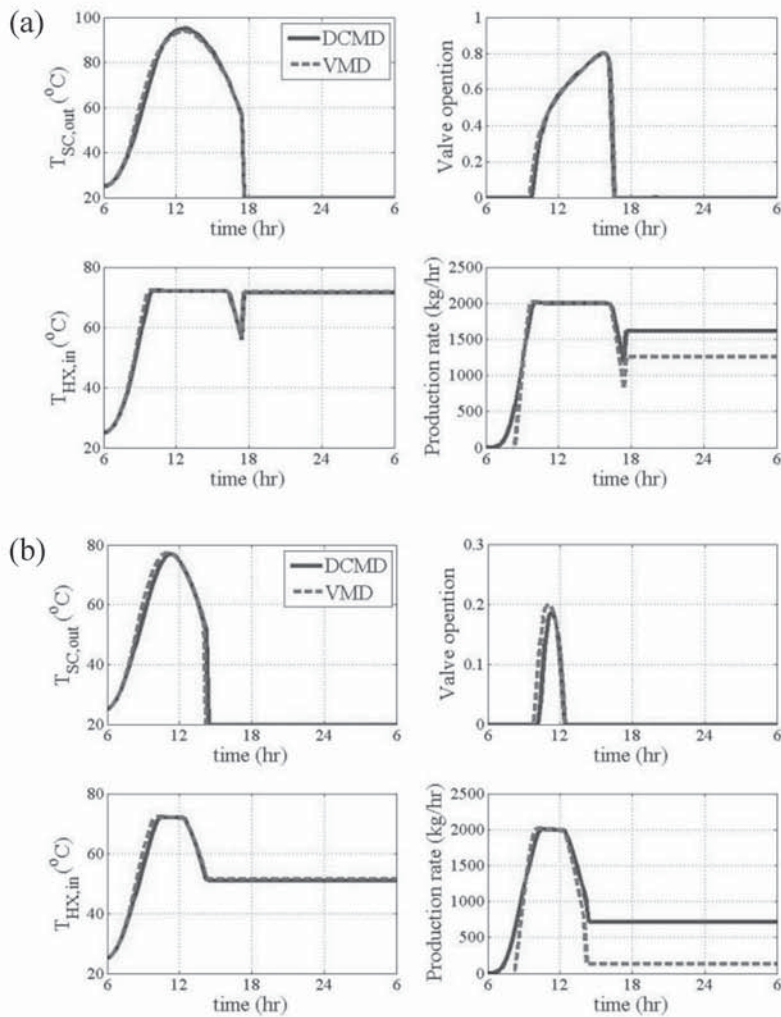 (a)
T_SC,out (°C)
100
80
60
40
20
6 12 18 24 6
time (hr)
DCMD
VMD
Valve opention
1
0.8
0.6
0.4
0.2
0
6 12 18 24 6
time (hr)
T_HX,in (°C)
80
60
40
20
6 12 18 24 6
time (hr)
Production rate (kg/hr)
2500
2000
1500
1000
500
0
6 12 18 24 6
time (hr)
(b)
T_SC,out (°C)
80
60
40
20
6 12 18 24 6
time (hr)
DCMD
VMD
Valve opention
0.3
0.2
0.1
0
6 12 18 24 6
time (hr)
T_HX,in (°C)
80
60
40
20
6 12 18 24 6
time (hr)
Production rate (kg/hr)
2500
2000
1500
1000
500
0
6 12 18 24 6
time (hr)